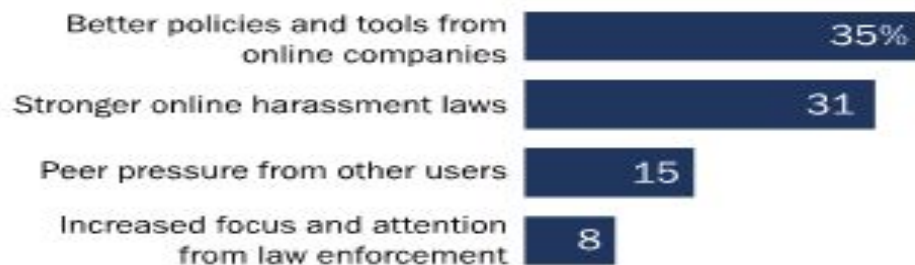 Better policies and tools from
online companies 35%
Stronger online harassment laws 31
Peer pressure from other users 15
Increased focus and attention
from law enforcement 8